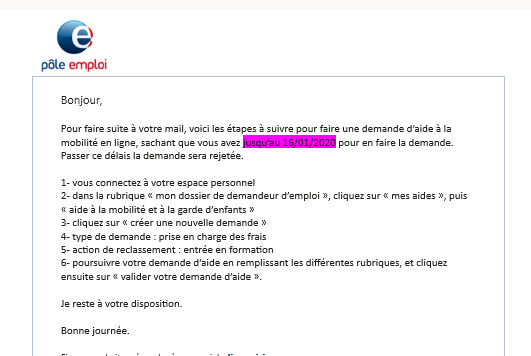 pôle emploi
Bonjour,
Pour faire suite à votre mail, voici les étapes à suivre pour faire une demande d'aide à la
mobilité en ligne, sachant que vous avez jusqu'au 16/01/2020 pour en faire la demande.
Passer ce délais la demande sera rejetée.
1- vous connectez à votre espace personnel
2- dans la rubrique « mon dossier de demandeur d'emploi », cliquez sur « mes aides », puis
« aide à la mobilité et à la garde d'enfants »
3- cliquez sur « créer une nouvelle demande »
4- type de demande : prise en charge des frais
5- action de reclassement : entrée en formation
6- poursuivre votre demande d'aide en remplissant les différentes rubriques, et cliquez
ensuite sur « valider votre demande d'aide ».
Je reste à votre disposition.
Bonne journée.